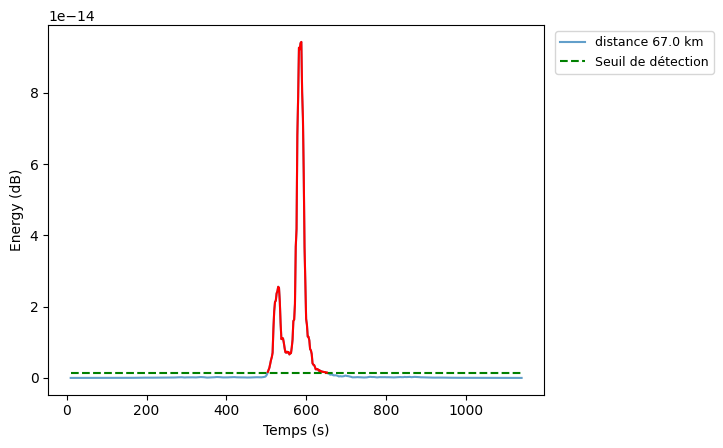 1e−14
distance 67.0 km
Seuil de détection
8
6
4
2
0
Energy (dB)
0 200 400 600 800 1000
Temps (s)